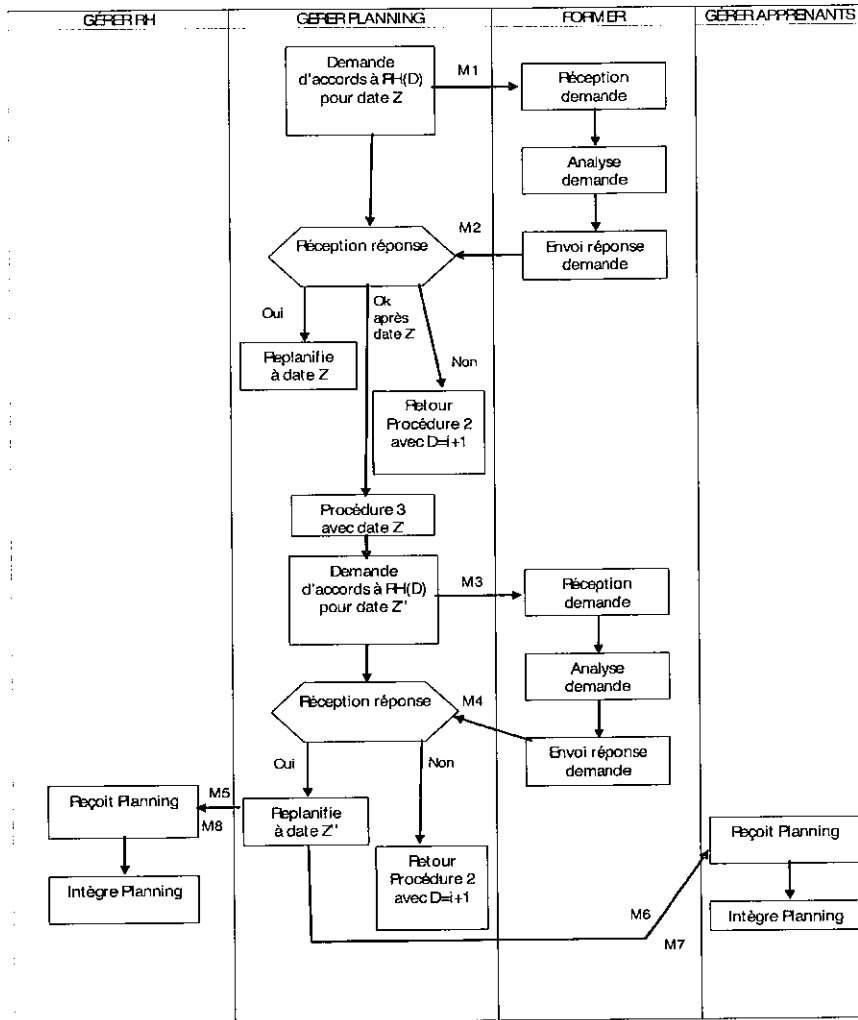 GÉRER RH
GÉRER PLANNING
FORMER
GÉRER APPRENANTS
Demande
d'accords à RH(D)
pour date Z
M1
Réception
demande
Analyse
demande
M2
Réception réponse
Envoi réponse
demande
Oui
Ok
après
date Z
Non
Replanifie
à date Z
Retour
Procédure 2
avec D=i+1
Procédure 3
avec date Z'
Demande
d'accords à RH(D)
pour date Z''
M3
Réception
demande
Analyse
demande
M4
Réception réponse
Envoi réponse
demande
Oui
Non
M5
Reçoit Planning
M8
Replanifie
à date Z''
Reçoit Planning
Retour
Procédure 2
avec D=i+1
Intègre Planning
M6
M7
Intègre Planning